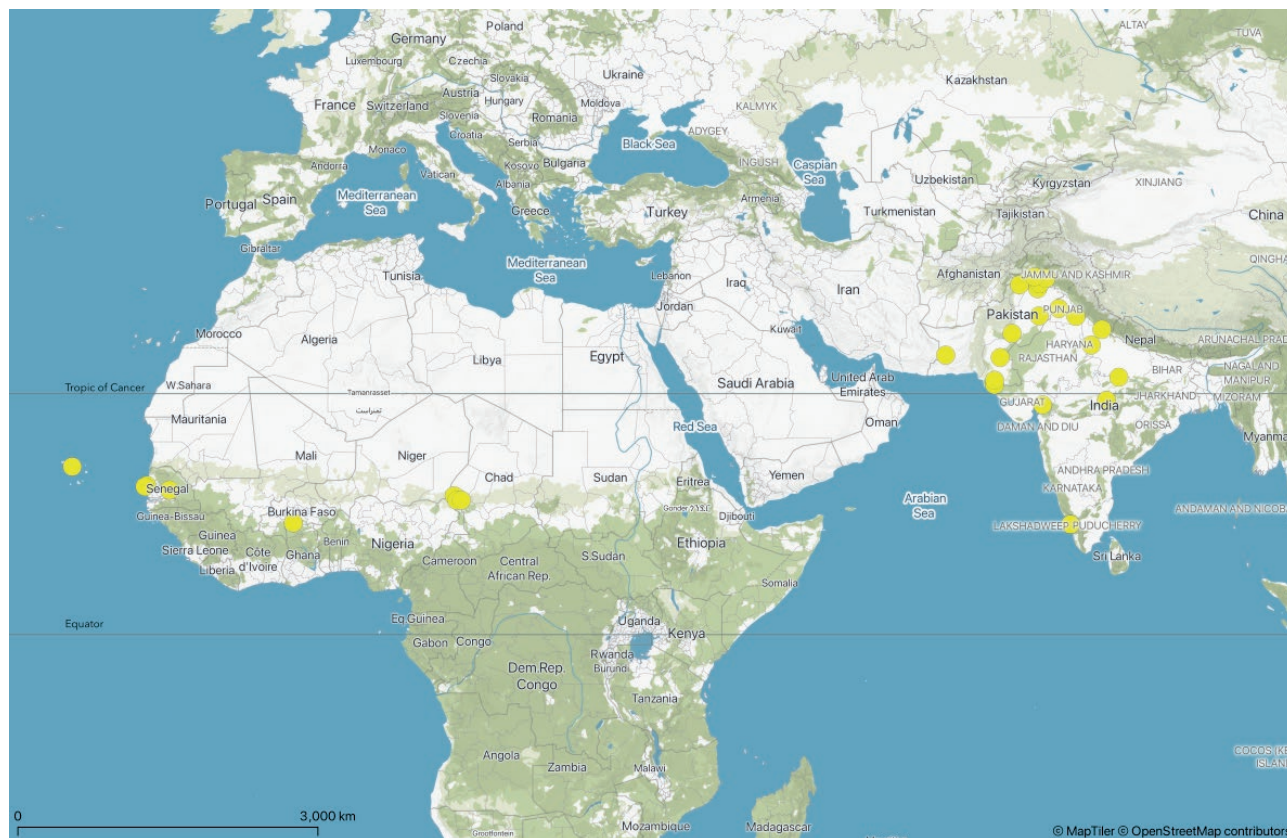 Poland
ALTAY
TUVA
Germany
Luxembourg
Czechia
Ukraine
Slovakia
Kazakhstan
France
Switzerland
Austria
Hungary
Moldova
KALMYK
Slovenia
Romania
Croatia
ADYGEY
Serbia
Black Sea
Monaco
Andorra
Kosovo
Bulgaria
INGUSH
Caspian
Sea
Vatican
Albania
Uzbekistan
Kyrgyzstan
XINJIANG
Portugal
Spain
Mediterranean
Sea
Greece
Turkey
Armenia
Turkmenistan
Tajikistan
China
Gibraltar
Mediterranean
Sea
Tunisia
Lebanon
Iraq
Iran
Afghanistan
JAMMU AND KASHMIR
QINGHA
Jordan
Kuwait
Pakistan
PUNJAB
Morocco
Algeria
Libya
Egypt
HARYANA
Nepal
ARUNACHAL PRAD
RAJASTHAN
Tropic of Cancer
W.Sahara
Tamanrasset
Saudi Arabia
United Arab
Emirates
BIHAR
NAGALAND
MANIPUR
GUJARAT
India
JHARKHAND
MIZORAM
Mauritania
Red Sea
Oman
DAMAN AND DIU
ORISSA
Myanma
Mali
Niger
Chad
Sudan
Eritrea
Yemen
ANDHRA PRADESH
KARNATAKA
Senegal
Arabian
Sea
Guinea-Bissau
Burkina Faso
Gonder
Djibouti
ANDAMAN AND NICOB
Guinea
Benin
Nigeria
LAKSHADWEEP
PUDUCHERRY
Sierra Leone
Côte
d'Ivoire
Ghana
Ethiopia
Liberia
Cameroon
Central
African Rep.
S.Sudan
Somalia
Sri Lanka
Equator
Eq.Guinea
Uganda
Kenya
Gabon
Congo
Rwanda
Burundi
Dem.Rep.
Congo
Tanzania
Angola
Zambia
Malawi
COCOS (KE
ISLAN
0
3,000 km
Grootfontein
Mozambique
Madagascar
© MapTiler © OpenStreetMap contributor